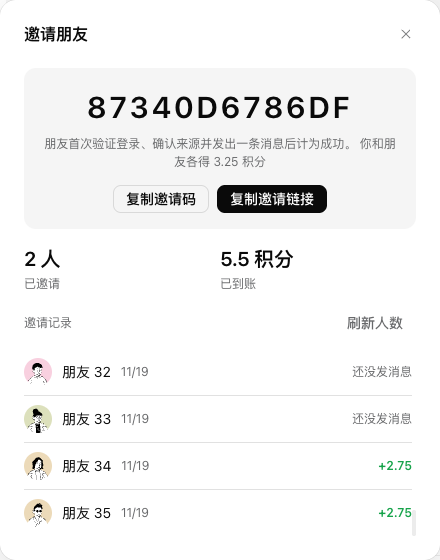 邀请朋友
87340D6786DF
朋友首次验证登录、确认来源并发出一条消息后计为成功。 你和朋
友各得 3.25 积分
复制邀请码 复制邀请链接
2 人 5.5 积分
已邀请 已到账
邀请记录 刷新人数
朋友 32 11/19 还没发消息
朋友 33 11/19 还没发消息
朋友 34 11/19 +2.75
朋友 35 11/19 +2.75